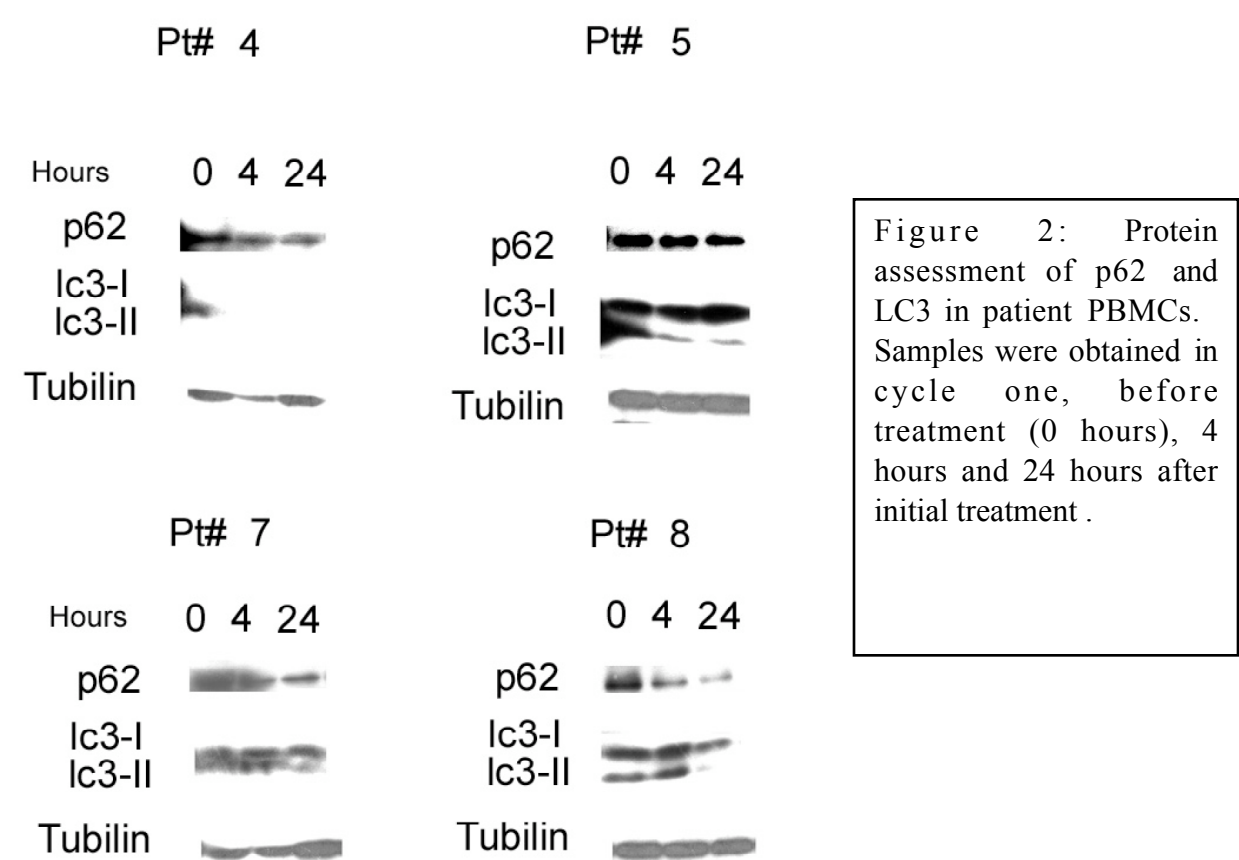 Pt# 4
Hours 0 4 24
p62
lc3-I
lc3-II
Tubilin
Pt# 5
0 4 24
p62
lc3-I
lc3-II
Tubilin
Pt# 7
Hours 0 4 24
p62
lc3-I
lc3-II
Tubilin
Pt# 8
0 4 24
p62
lc3-I
lc3-II
Tubilin
Figure 2: Protein
assessment of p62 and
LC3 in patient PBMCs.
Samples were obtained in
cycle one, before
treatment (0 hours), 4
hours and 24 hours after
initial treatment .